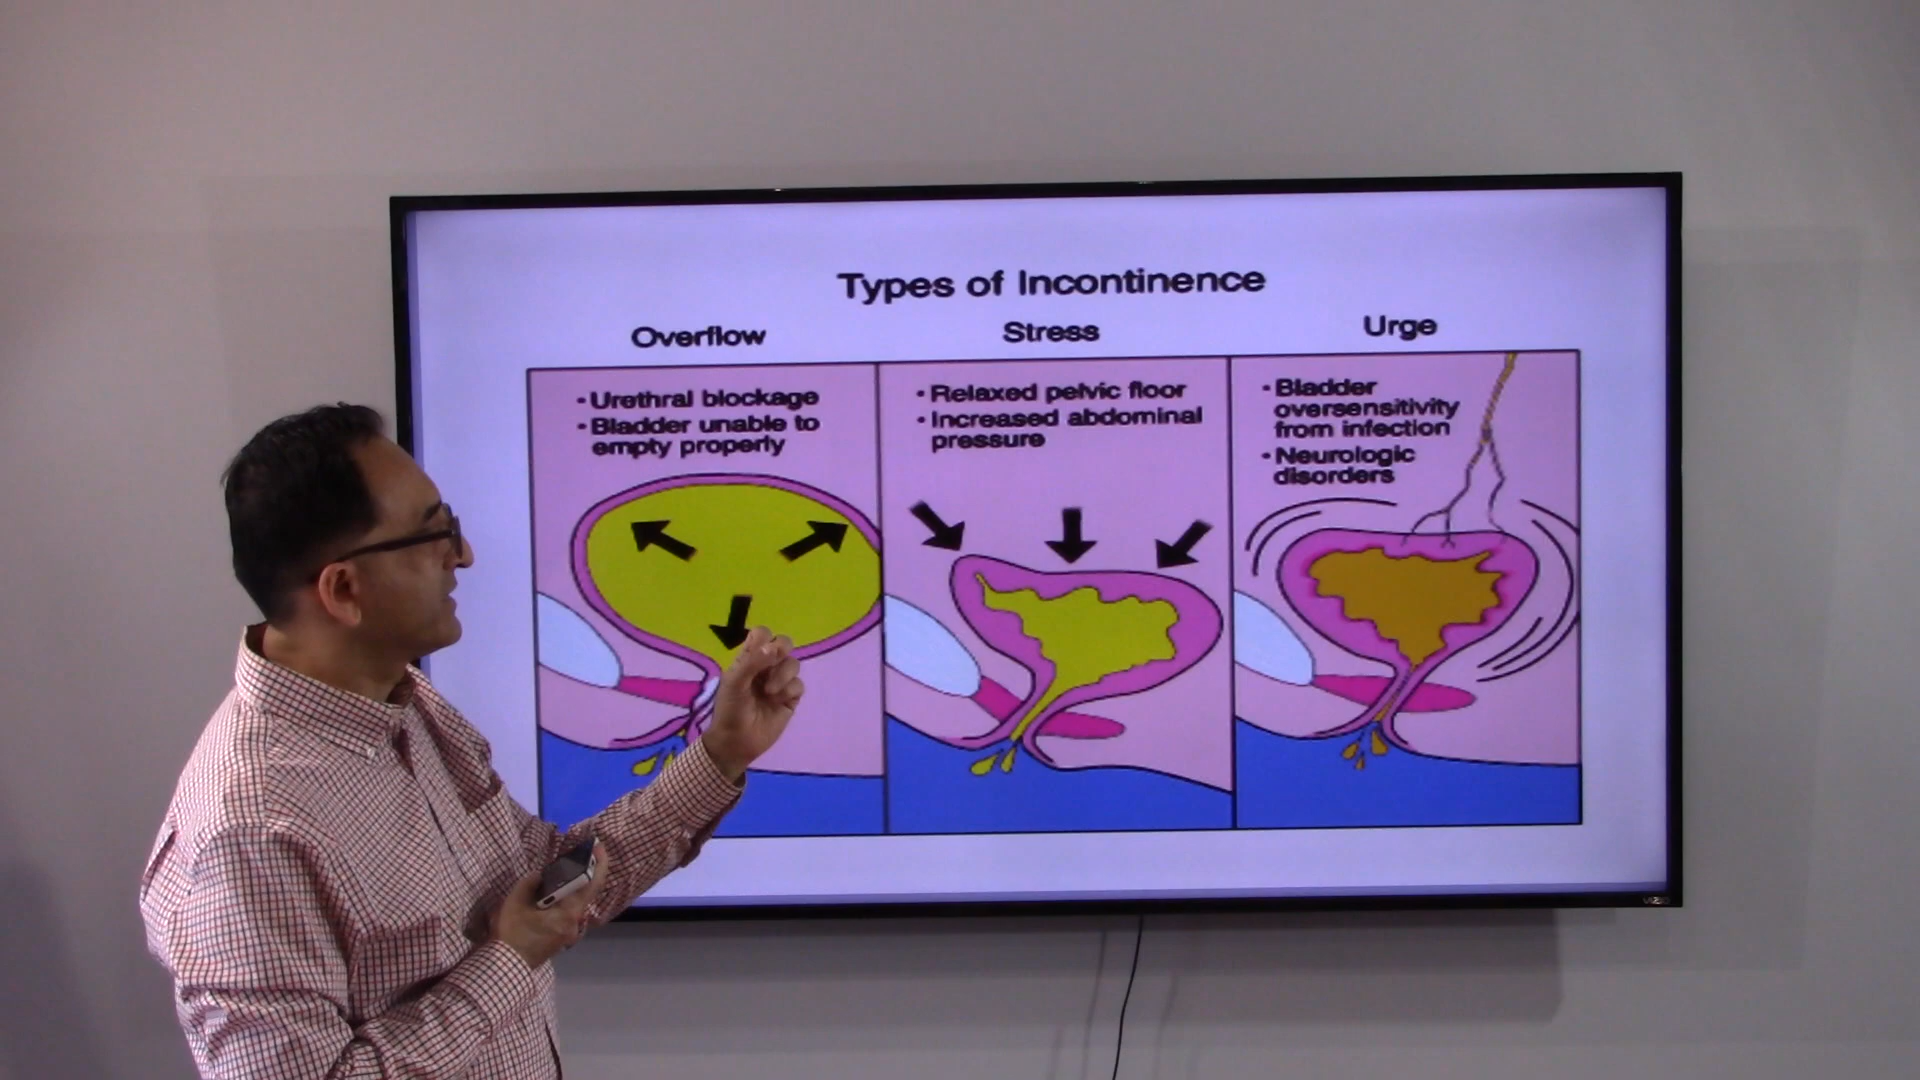 Types of Incontinence
Overflow
Stress
Urge
• Urethral blockage
• Bladder unable to
empty properly
• Relaxed pelvic floor
• Increased abdominal
pressure
• Bladder
oversensitivity
from infection
• Neurologic
disorders
VIZIO